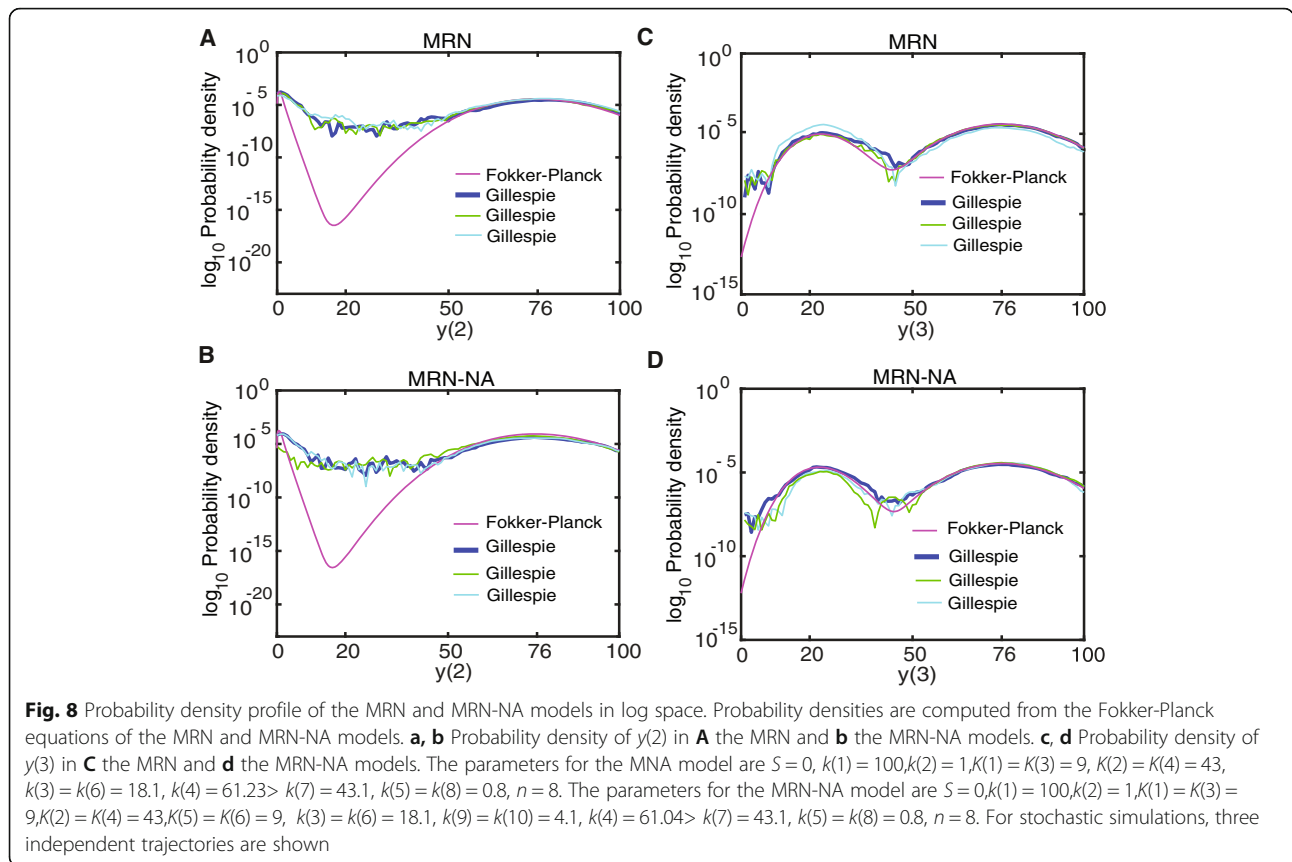 A
MRN
log10 Probability density
10^0
10^-5
10^-10
10^-15
10^20
Fokker-Planck
Gillespie
Gillespie
Gillespie
0 20 50 76 100
y(2)
C
MRN
log10 Probability density
10^0
10^-5
10^-10
10^-15
Fokker-Planck
Gillespie
Gillespie
Gillespie
0 20 50 76 100
y(3)
B
MRN-NA
log10 Probability density
10^0
10^-5
10^-10
10^-15
10^-20
Fokker-Planck
Gillespie
Gillespie
Gillespie
0 20 50 76 100
y(2)
D
MRN-NA
log10 Probability density
10^0
10^-5
10^-10
10^-15
Fokker-Planck
Gillespie
Gillespie
Gillespie
0 20 50 76 100
y(3)
Fig. 8 Probability density profile of the MRN and MRN-NA models in log space. Probability densities are computed from the Fokker-Planck
equations of the MRN and MRN-NA models. a, b Probability density of y(2) in A the MRN and b the MRN-NA models. c, d Probability density of
y(3) in C the MRN and d the MRN-NA models. The parameters for the MNA model are S = 0, k(1) = 100,k(2) = 1,K(1) = K(3) = 9, K(2) = K(4) = 43,
k(3) = k(6) = 18.1, k(4) = 61.23> k(7) = 43.1, k(5) = k(8) = 0.8, n = 8. The parameters for the MRN-NA model are S = 0,k(1) = 100,k(2) = 1,K(1) = K(3) =
9,K(2) = K(4) = 43,K(5) = K(6) = 9, k(3) = k(6) = 18.1, k(9) = k(10) = 4.1, k(4) = 61.04> k(7) = 43.1, k(5) = k(8) = 0.8, n = 8. For stochastic simulations, three
independent trajectories are shown